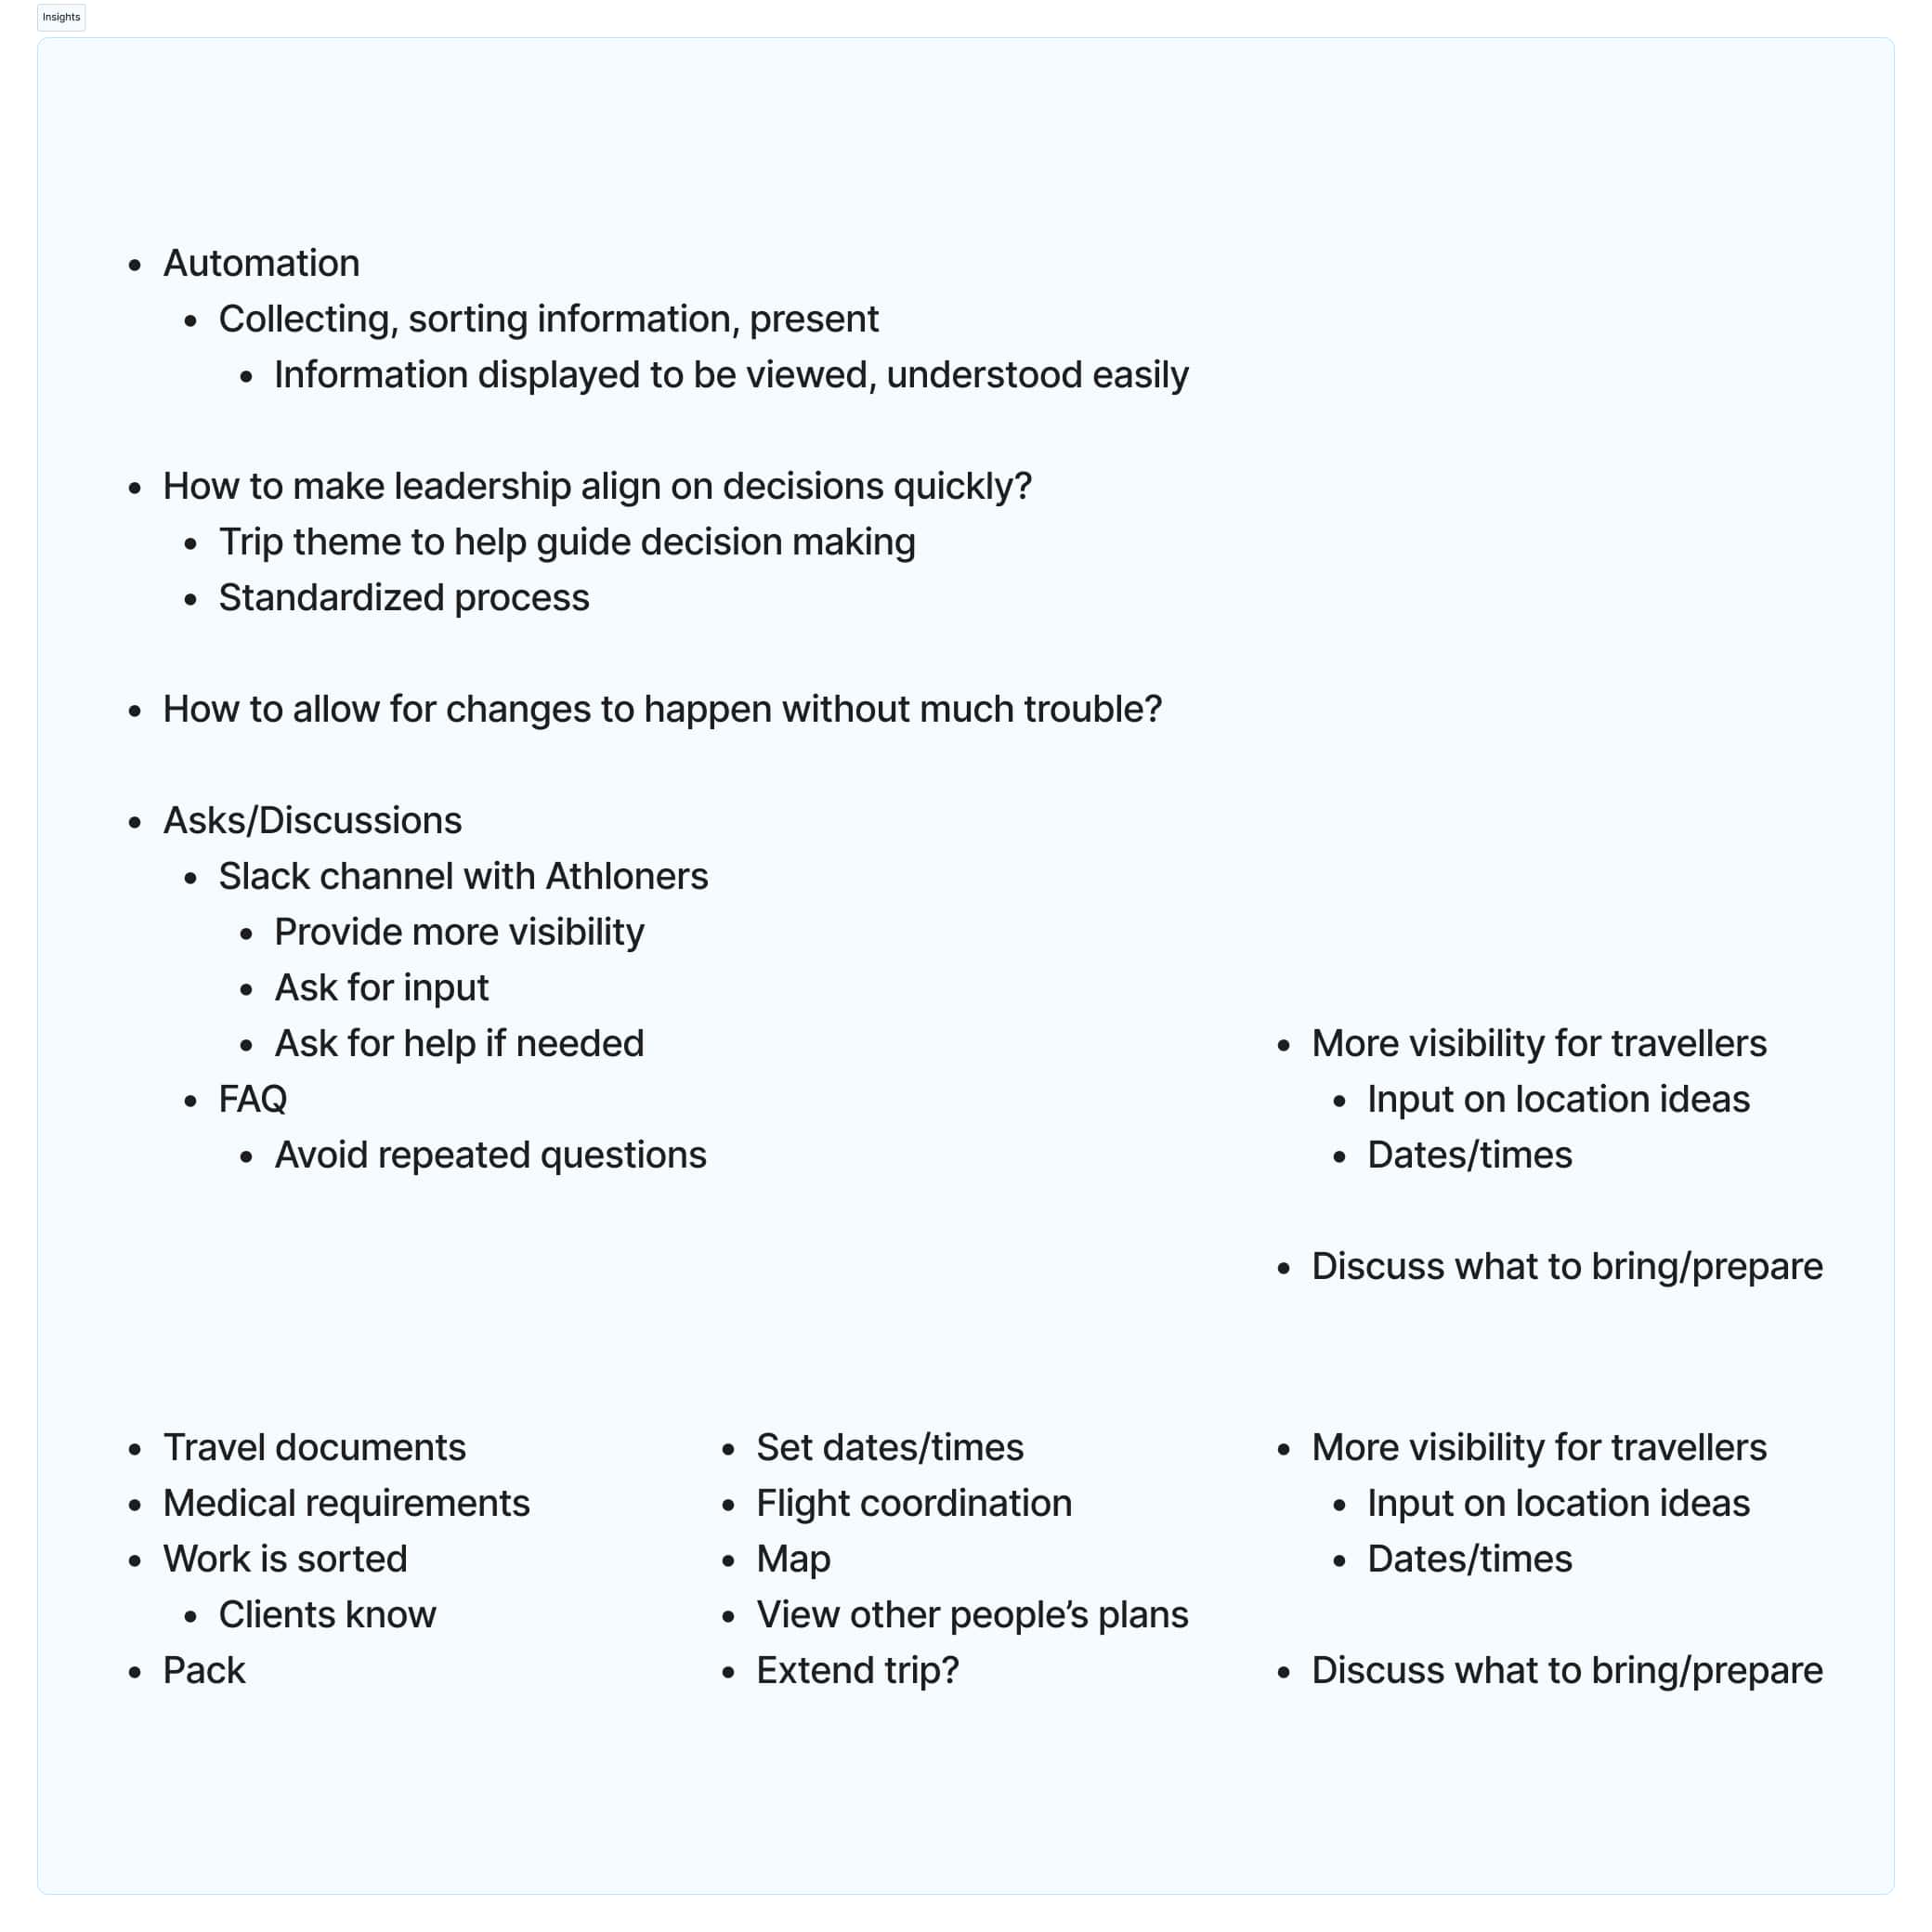 Insights
• Automation
• Collecting, sorting information, present
• Information displayed to be viewed, understood easily
• How to make leadership align on decisions quickly?
• Trip theme to help guide decision making
• Standardized process
• How to allow for changes to happen without much trouble?
• Asks/Discussions
• Slack channel with Athloners
• Provide more visibility
• Ask for input
• Ask for help if needed
• FAQ
• Avoid repeated questions
• More visibility for travellers
• Input on location ideas
• Dates/times
• Discuss what to bring/prepare
• Travel documents
• Medical requirements
• Work is sorted
• Clients know
• Pack
• Set dates/times
• Flight coordination
• Map
• View other people’s plans
• Extend trip?
• More visibility for travellers
• Input on location ideas
• Dates/times
• Discuss what to bring/prepare